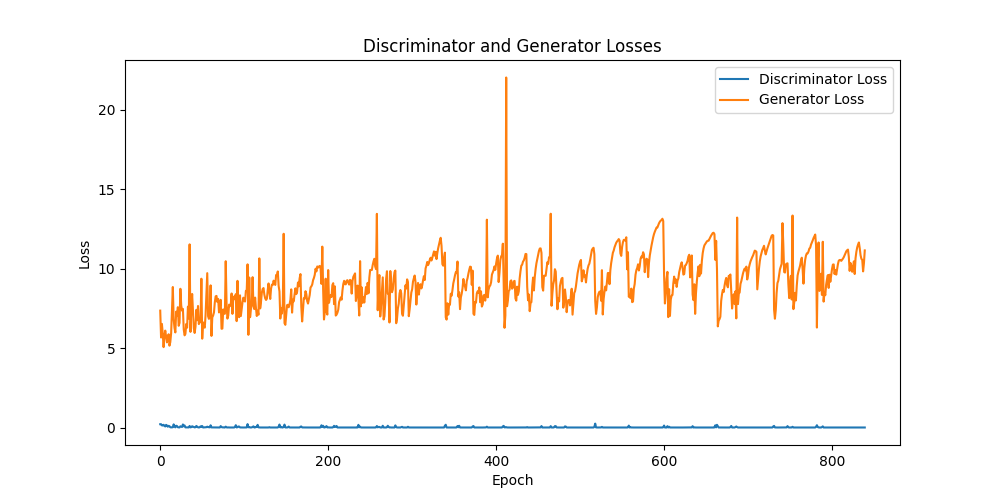 Discriminator and Generator Losses
Discriminator Loss
Generator Loss
Loss
20
15
10
5
0
0 200 400 600 800
Epoch